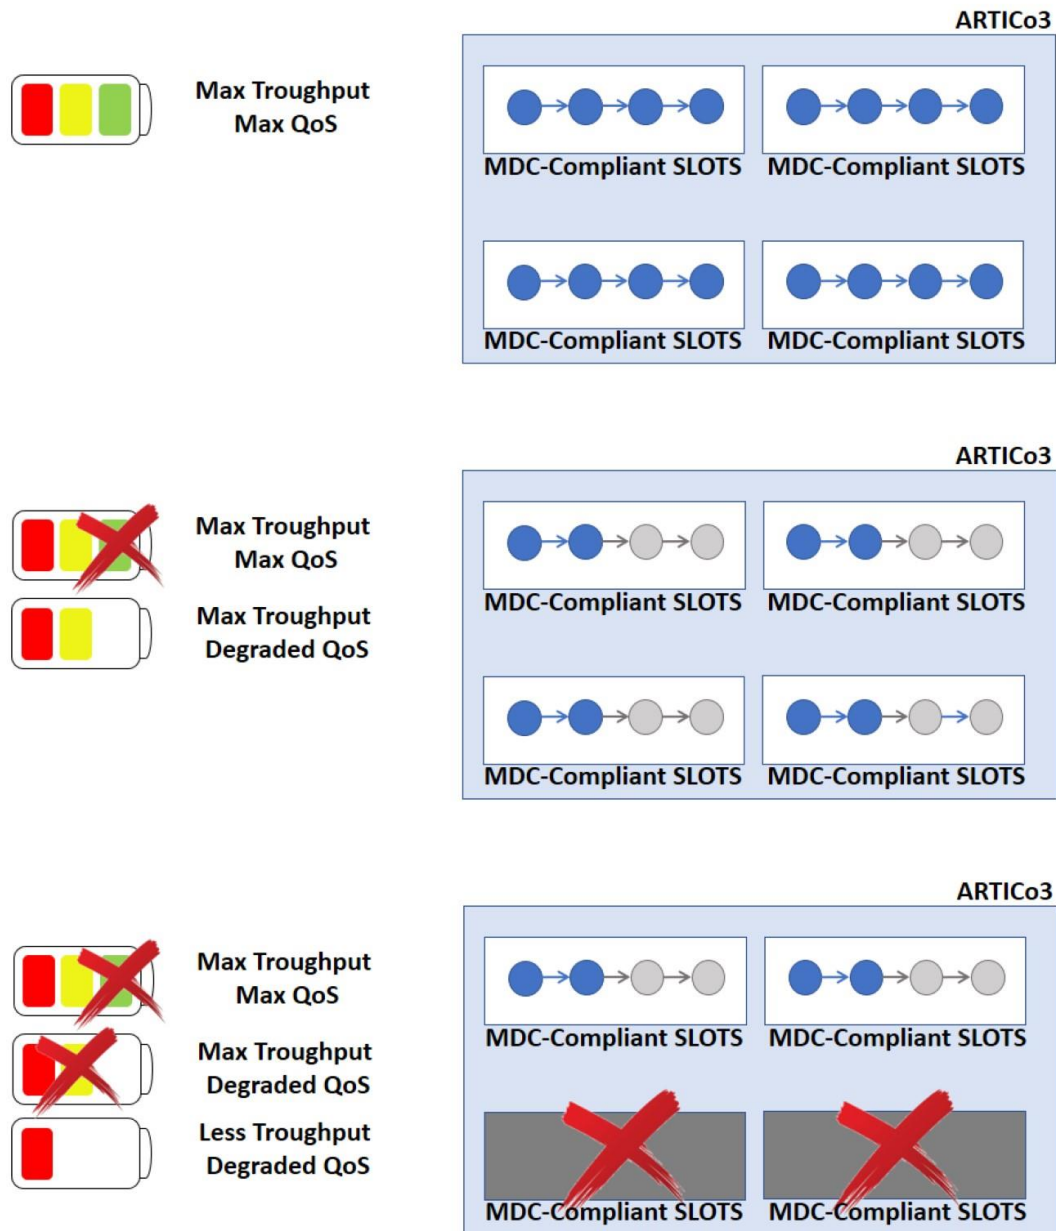 ARTICo3
Max Troughput
Max QoS
MDC-Compliant SLOTS
MDC-Compliant SLOTS
MDC-Compliant SLOTS
MDC-Compliant SLOTS
ARTICo3
Max Troughput
Max QoS
MDC-Compliant SLOTS
MDC-Compliant SLOTS
Max Troughput
Degraded QoS
MDC-Compliant SLOTS
MDC-Compliant SLOTS
ARTICo3
Max Troughput
Max QoS
MDC-Compliant SLOTS
MDC-Compliant SLOTS
Max Troughput
Degraded QoS
Less Troughput
Degraded QoS
MDC-Compliant SLOTS
MDC-Compliant SLOTS